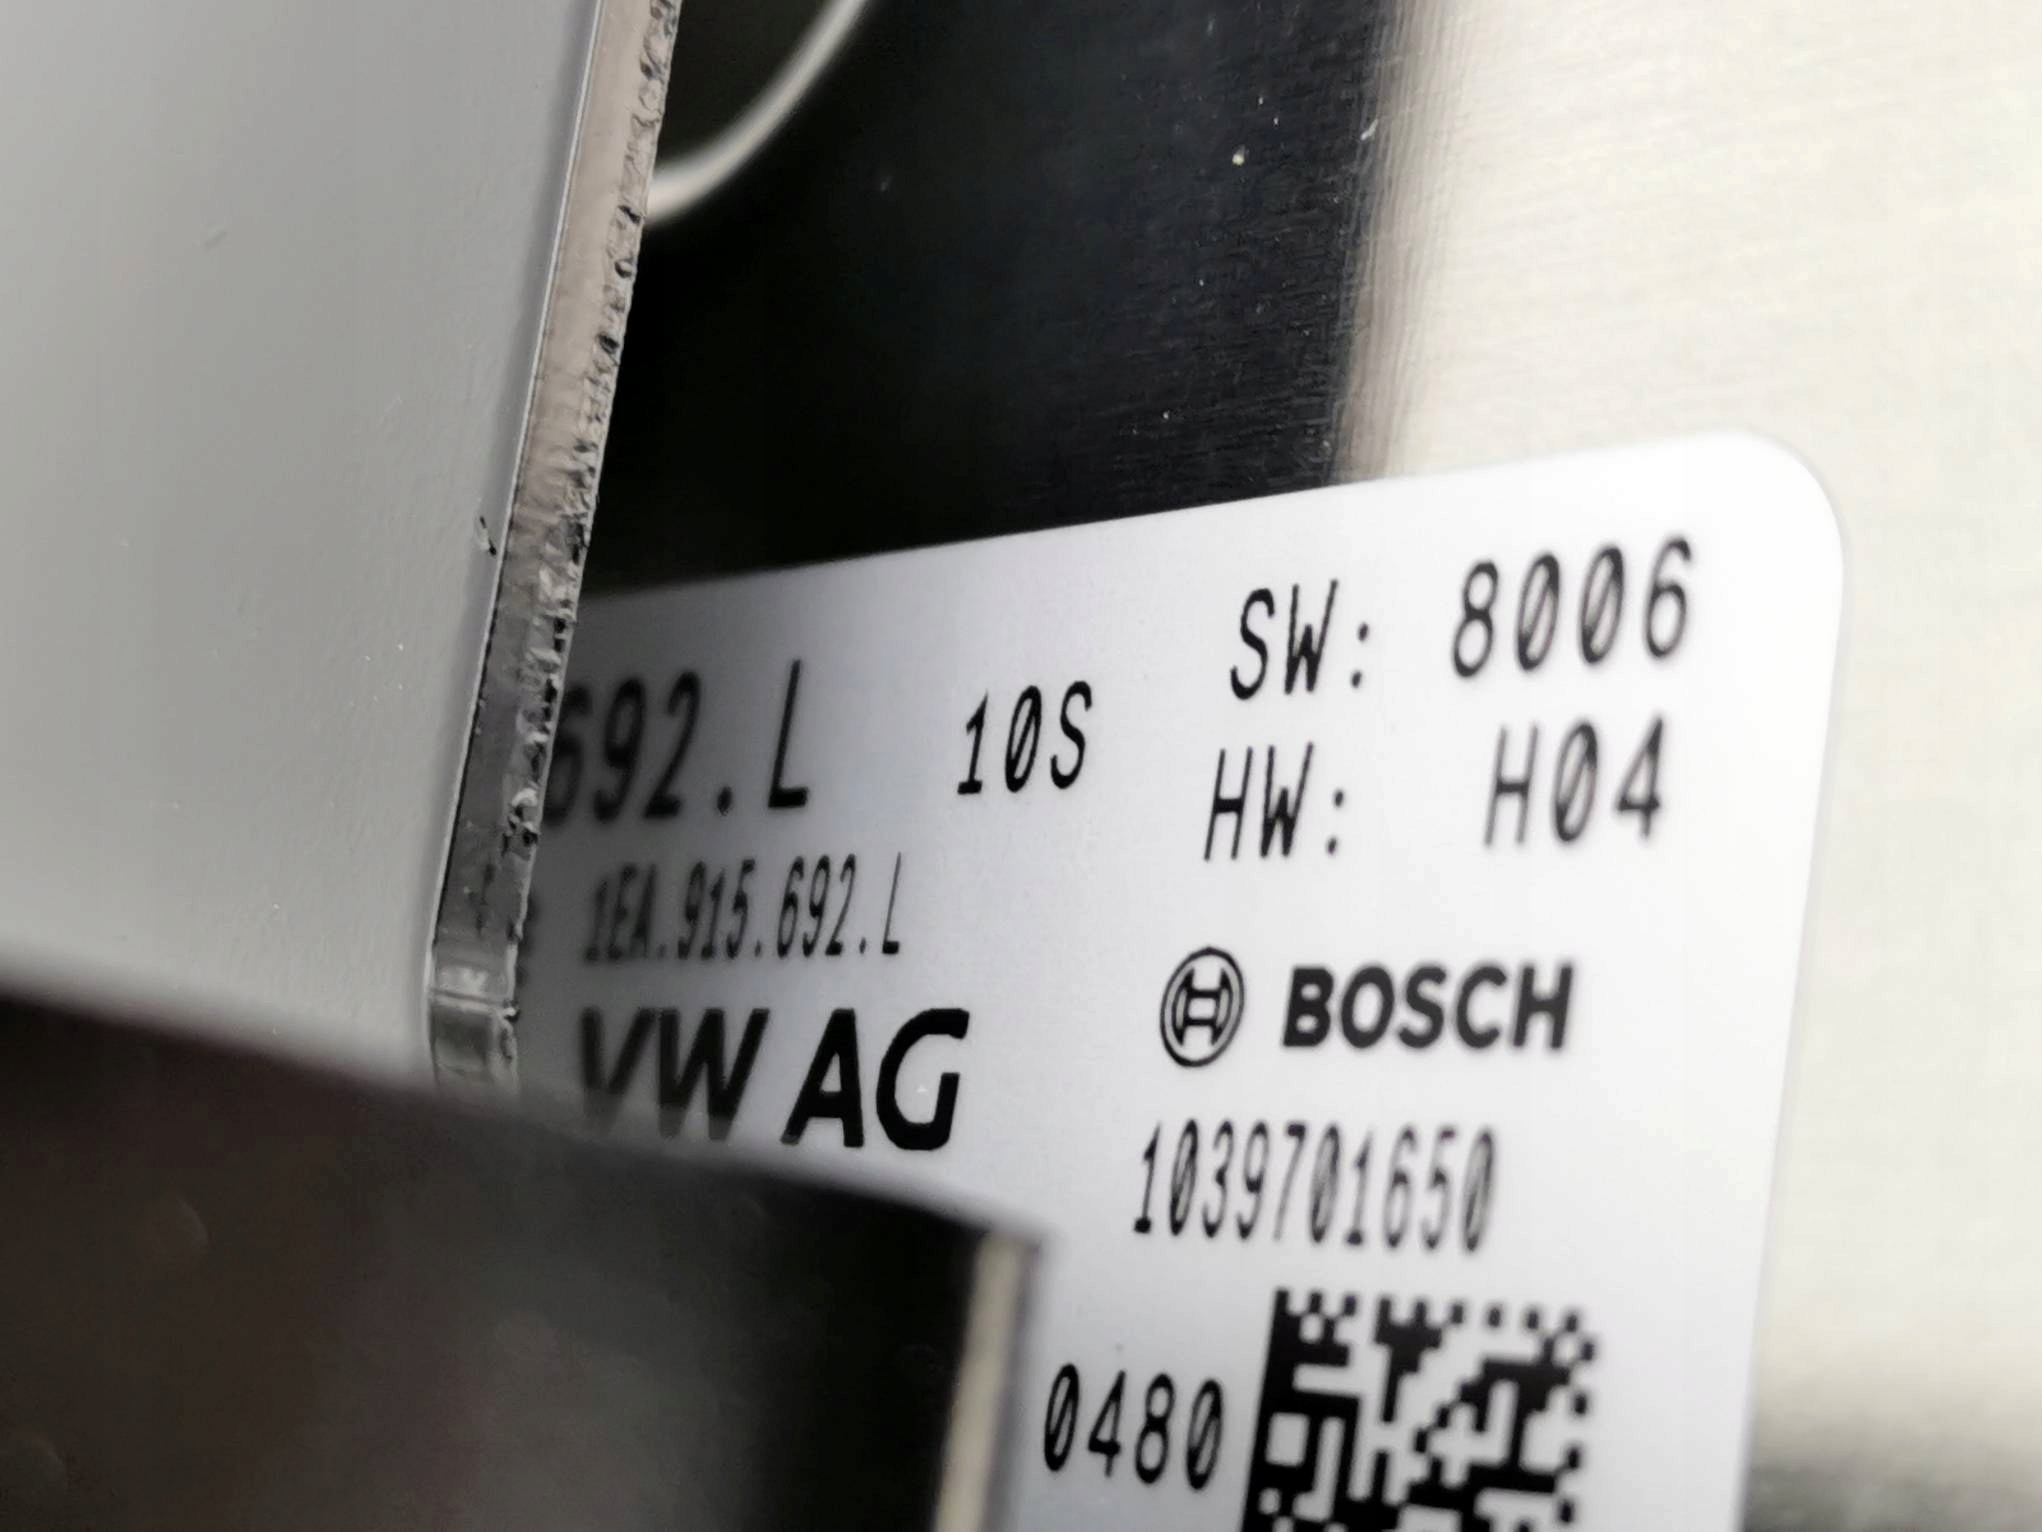 692.L 10S
SW: 8006
HW: H04
1EA.915.692.L
VW AG
BOSCH
1039701650
0480